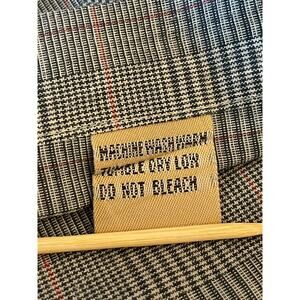 MACHINE WASH WARM
TUMBLE DRY LOW
DO NOT BLEACH